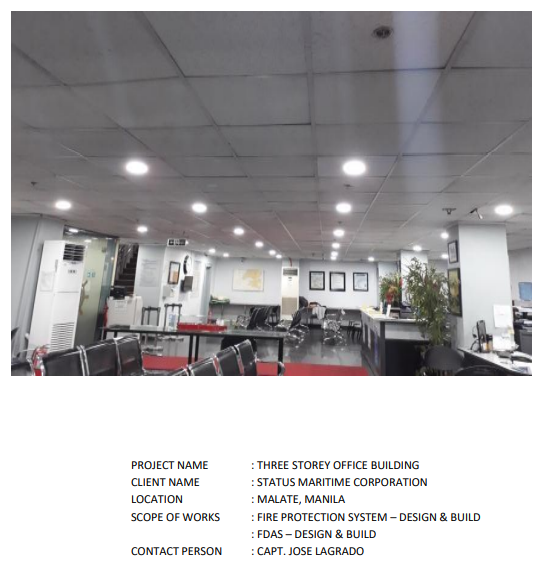 PROJECT NAME : THREE STOREY OFFICE BUILDING
CLIENT NAME : STATUS MARITIME CORPORATION
LOCATION : MALATE, MANILA
SCOPE OF WORKS : FIRE PROTECTION SYSTEM – DESIGN & BUILD
: FDAS – DESIGN & BUILD
CONTACT PERSON : CAPT. JOSE LAGRADO